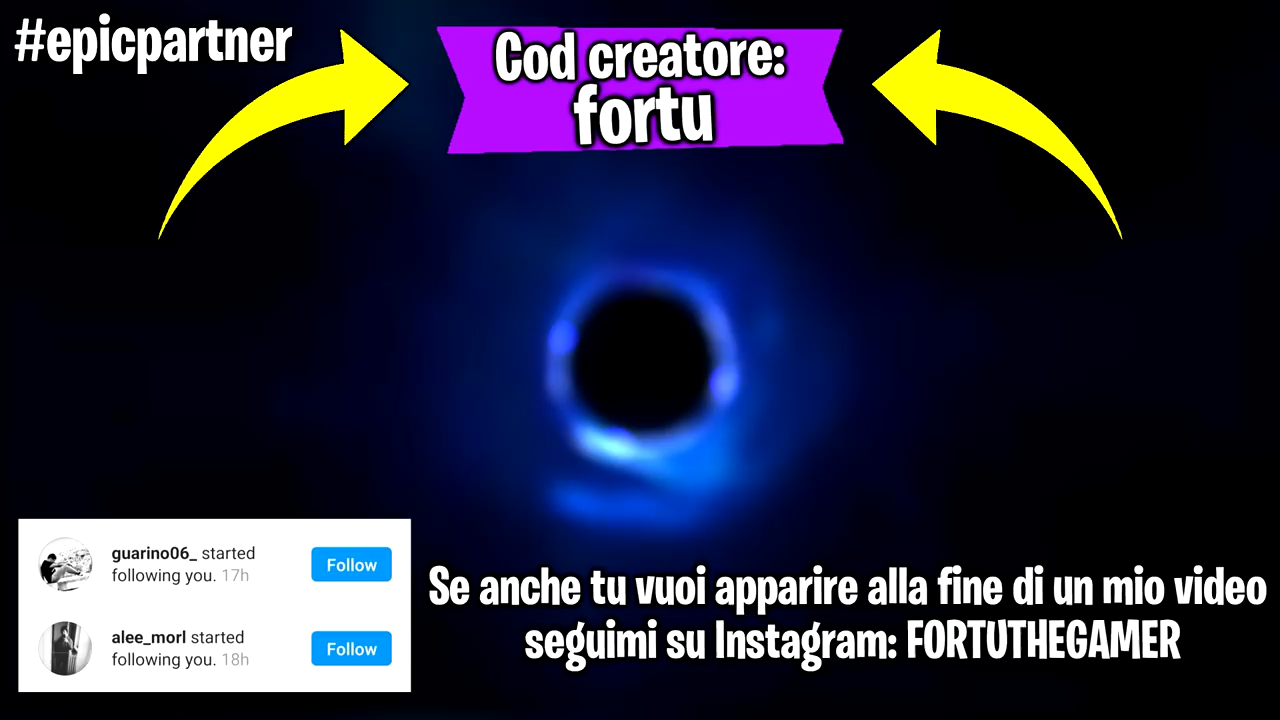 #epicpartner
Cod creatore:
fortu
guarino06_ started
following you. 17h
Follow
alee_morl started
following you. 18h
Follow
Se anche tu vuoi apparire alla fine di un mio video
seguimi su Instagram: FORTUTHEGAMER